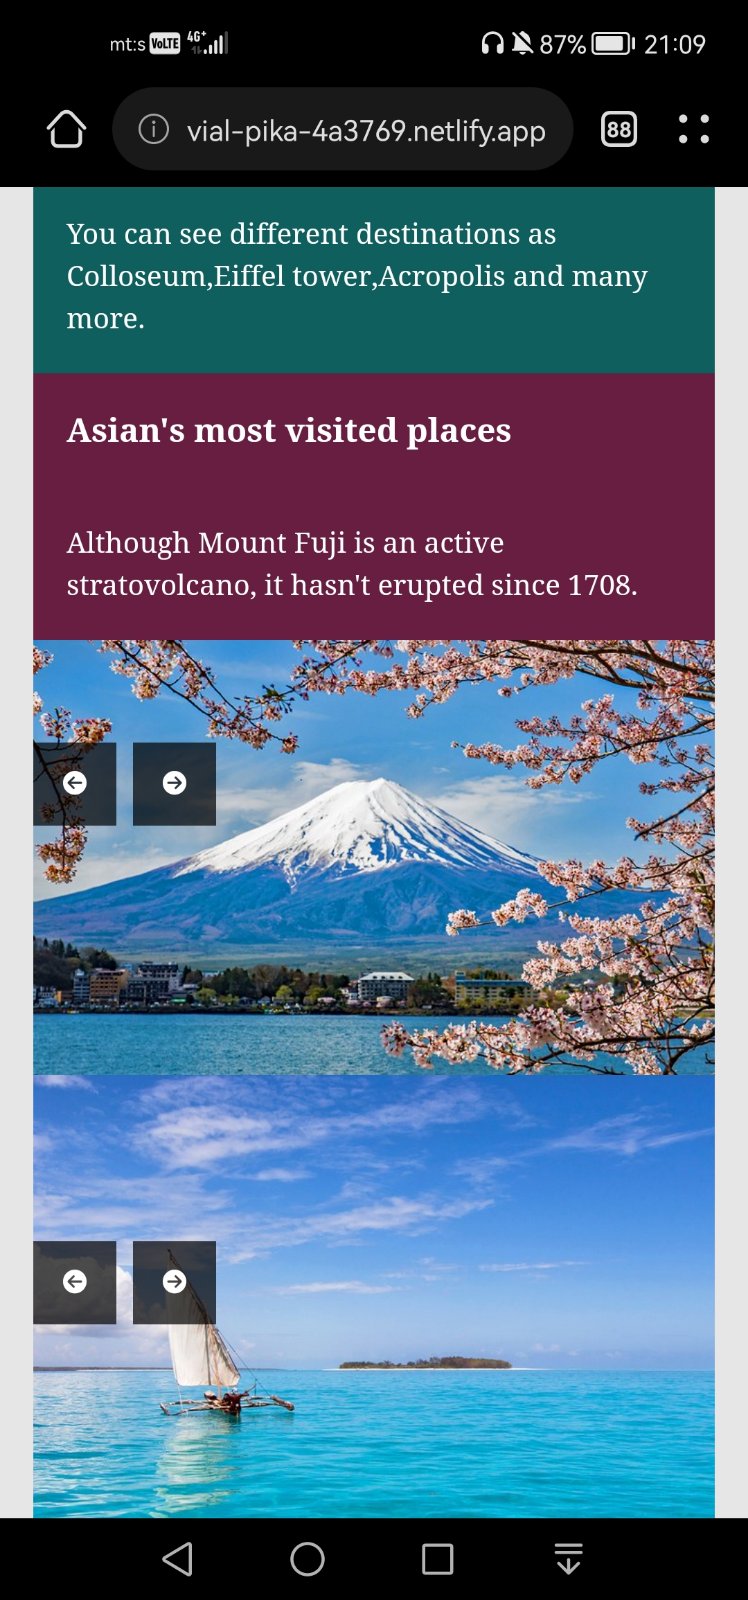 mt:s VoLTE 4G+ 87% 21:09
vial-pika-4a3769.netlify.app 88
You can see different destinations as
Colloseum,Eiffel tower,Acropolis and many
more.
Asian's most visited places
Although Mount Fuji is an active
stratovolcano, it hasn't erupted since 1708.